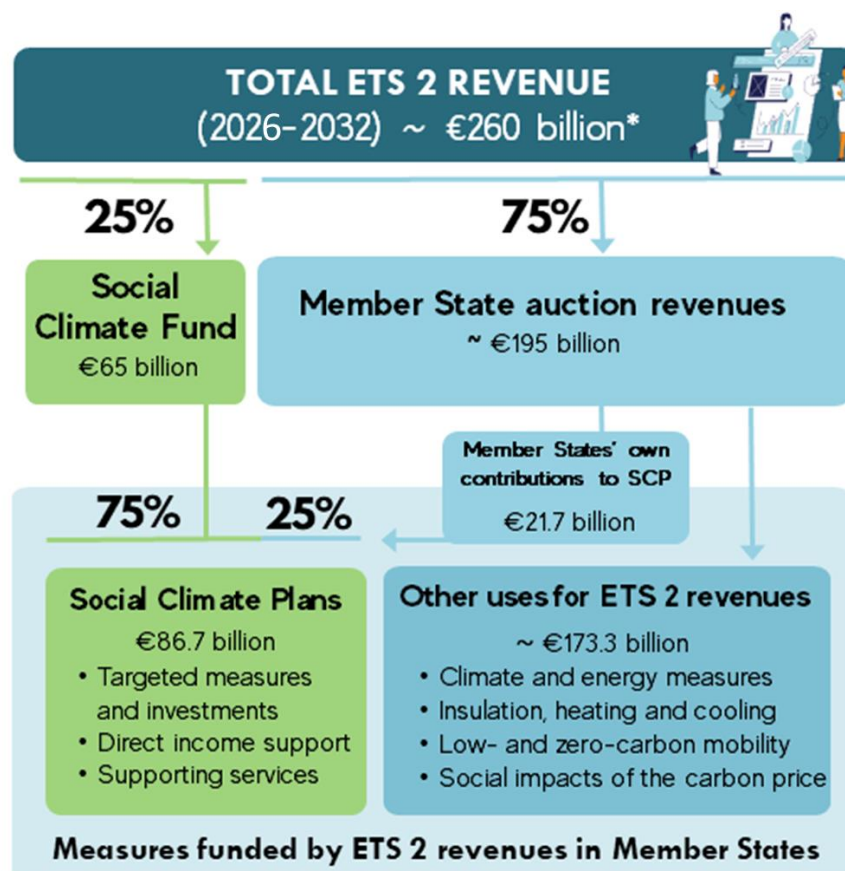 TOTAL ETS 2 REVENUE
(2026-2032) ~ €260 billion*
25%
75%
Social
Climate Fund
€65 billion
Member State auction revenues
~ €195 billion
Member States' own
contributions to SCP
€21.7 billion
75%
25%
Social Climate Plans
€86.7 billion
• Targeted measures
and investments
• Direct income support
• Supporting services
Other uses for ETS 2 revenues
~ €173.3 billion
• Climate and energy measures
• Insulation, heating and cooling
• Low- and zero-carbon mobility
• Social impacts of the carbon price
Measures funded by ETS 2 revenues in Member States